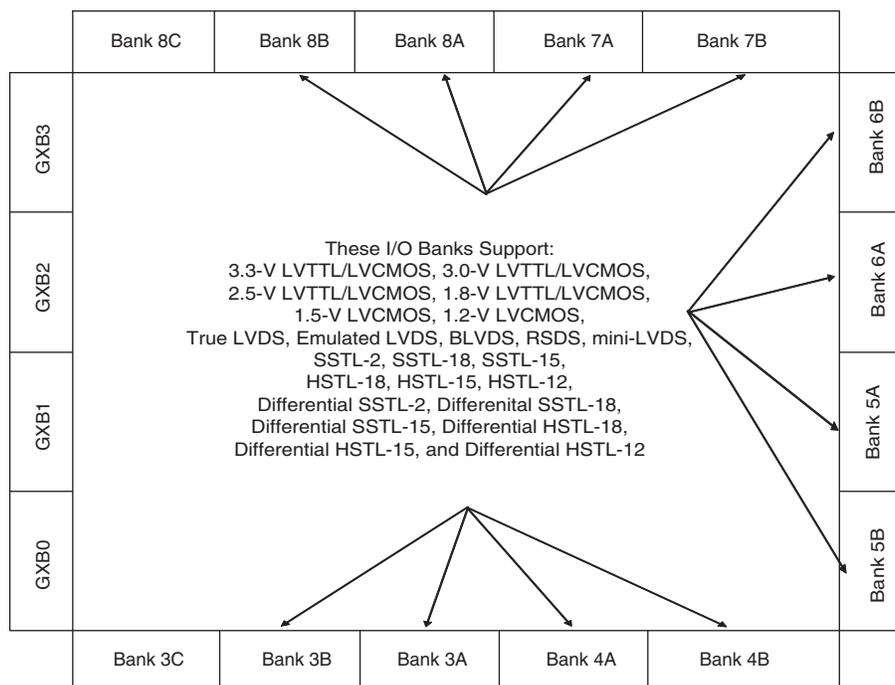 Bank 8C
Bank 8B
Bank 8A
Bank 7A
Bank 7B
GXB3
GXB2
GXB1
GXB0
Bank 6B
Bank 6A
Bank 5A
Bank 5B
These I/O Banks Support:
3.3-V LVTTL/LVCMOS, 3.0-V LVTTL/LVCMOS,
2.5-V LVTTL/LVCMOS, 1.8-V LVTTL/LVCMOS,
1.5-V LVCMOS, 1.2-V LVCMOS,
True LVDS, Emulated LVDS, BLVDS, RSDS, mini-LVDS,
SSTL-2, SSTL-18, SSTL-15,
HSTL-18, HSTL-15, HSTL-12,
Differential SSTL-2, Differenital SSTL-18,
Differential SSTL-15, Differential HSTL-18,
Differential HSTL-15, and Differential HSTL-12
Bank 3C
Bank 3B
Bank 3A
Bank 4A
Bank 4B